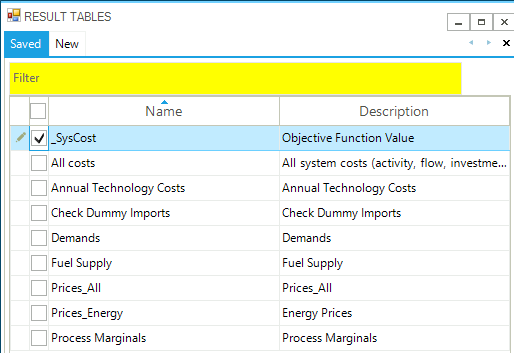 RESULT TABLES
Saved New
Filter
Name Description
_SysCost Objective Function Value
All costs All system costs (activity, flow, investme...
Annual Technology Costs Annual Technology Costs
Check Dummy Imports Check Dummy Imports
Demands Demands
Fuel Supply Fuel Supply
Prices_All Prices_All
Prices_Energy Energy Prices
Process Marginals Process Marginals